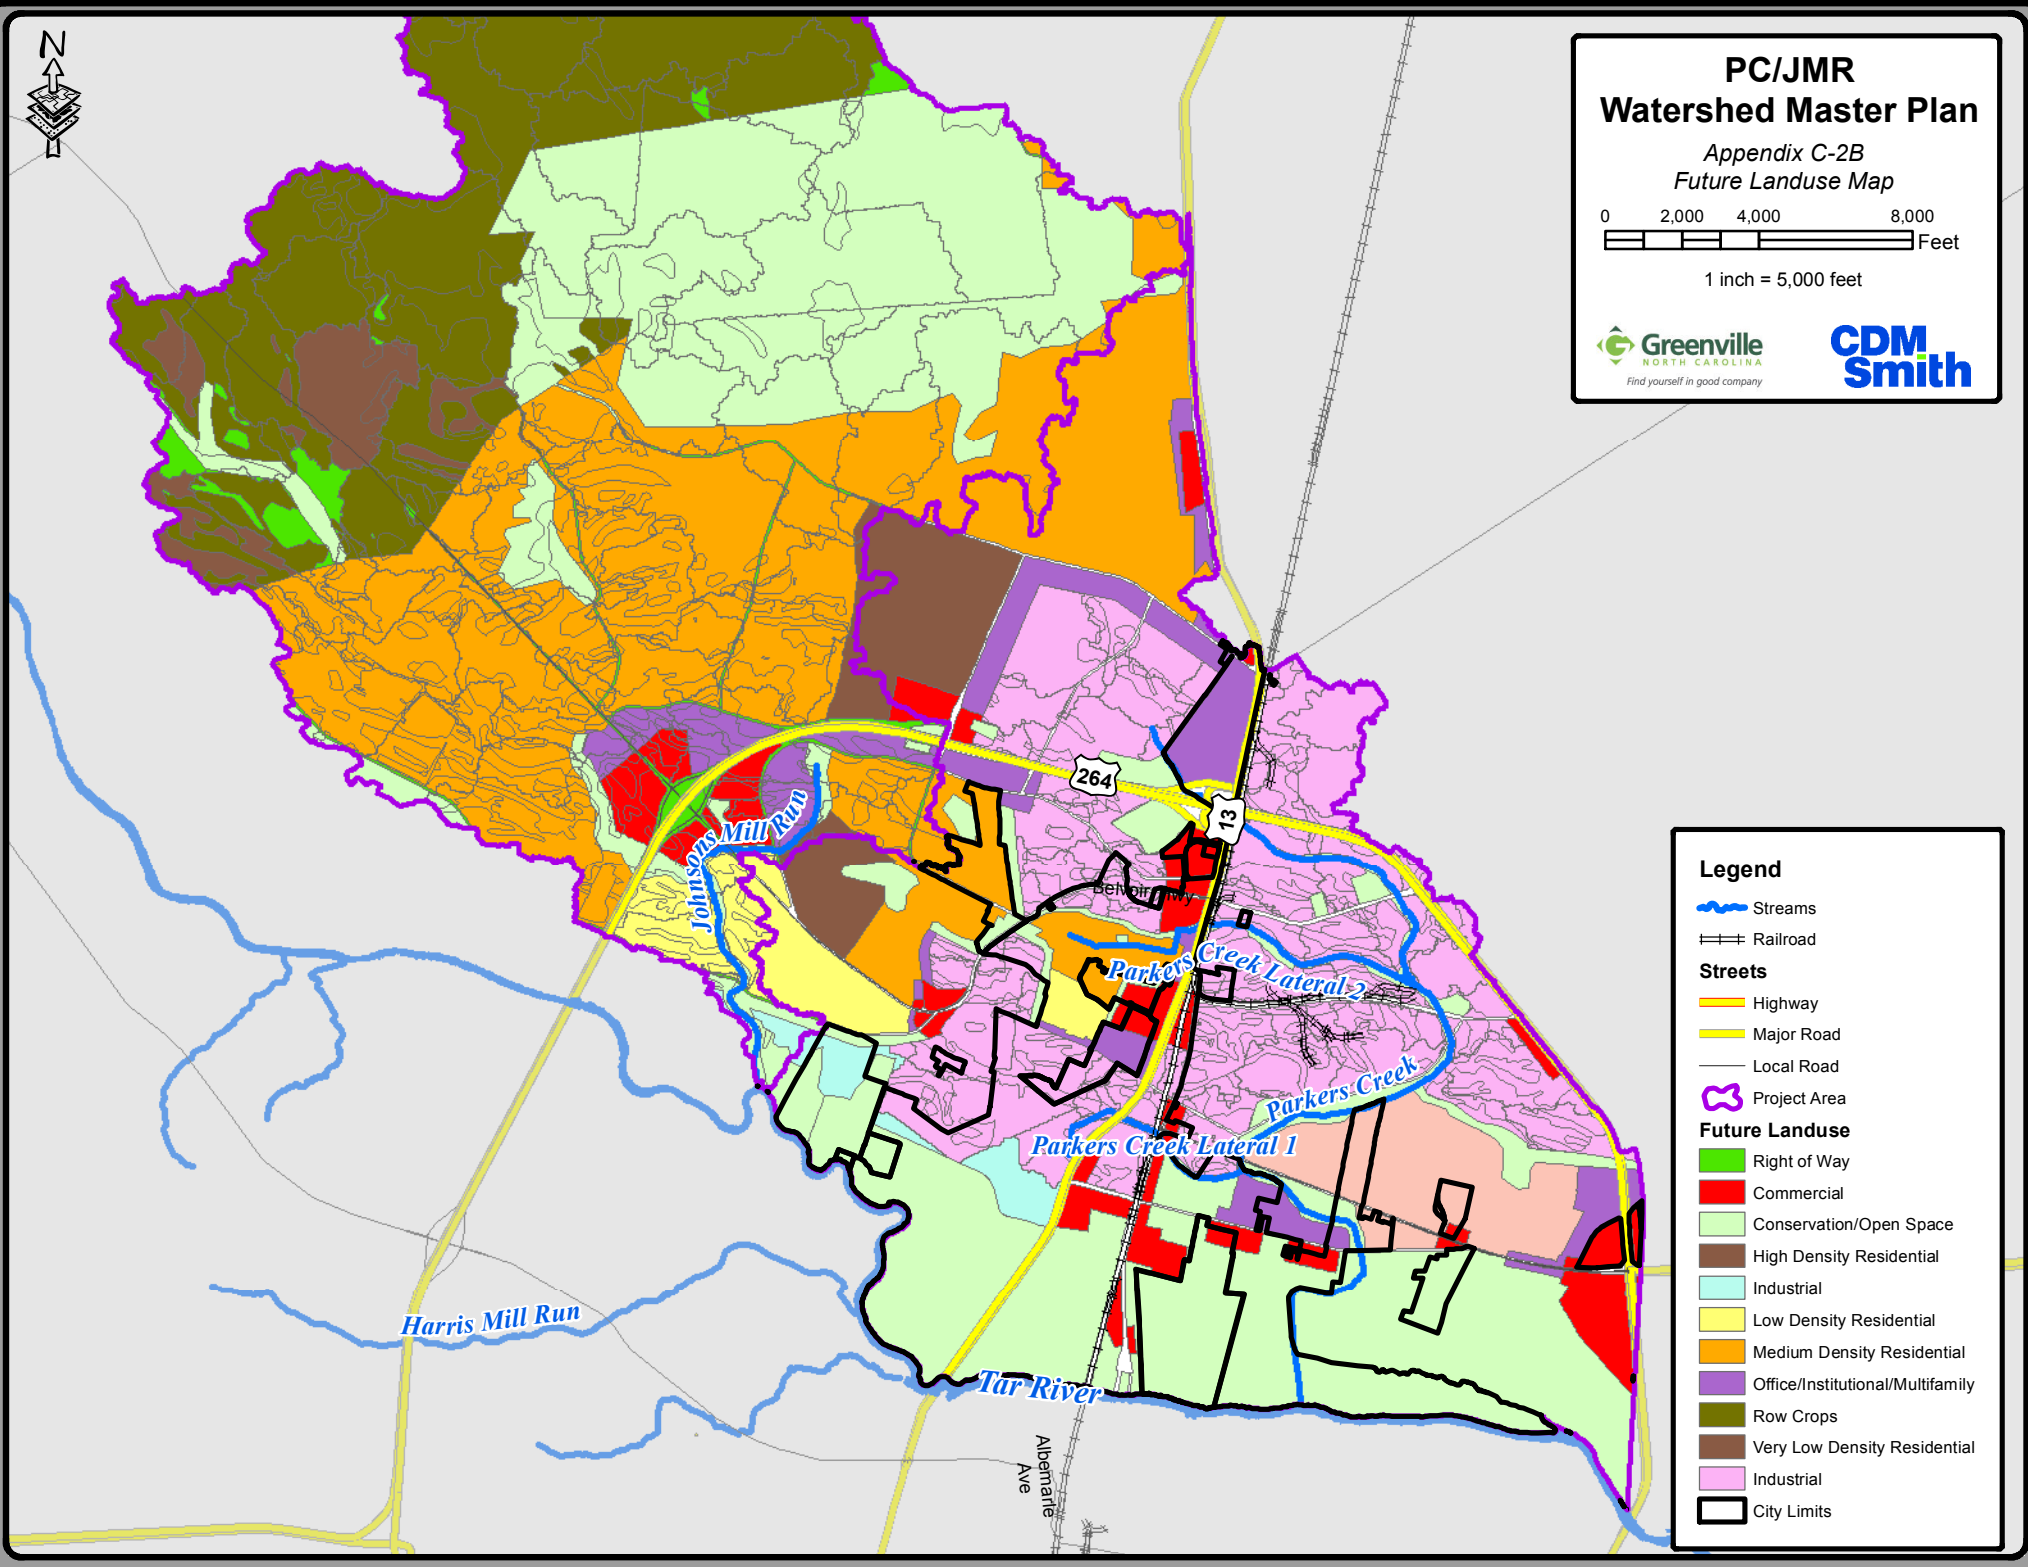 N
PC/JMR
Watershed Master Plan
Appendix C-2B
Future Landuse Map
0 2,000 4,000 8,000
Feet
1 inch = 5,000 feet
Greenville
NORTH CAROLINA
Find yourself in good company
CDM
Smith
264
13
Johnsons Mill Run
Belvoir Hwy
Parkers Creek Lateral 2
Parkers Creek
Parkers Creek Lateral 1
Harris Mill Run
Tar River
Albemarle
Ave
Legend
Streams
Railroad
Streets
Highway
Major Road
Local Road
Project Area
Future Landuse
Right of Way
Commercial
Conservation/Open Space
High Density Residential
Industrial
Low Density Residential
Medium Density Residential
Office/Institutional/Multifamily
Row Crops
Very Low Density Residential
Industrial
City Limits